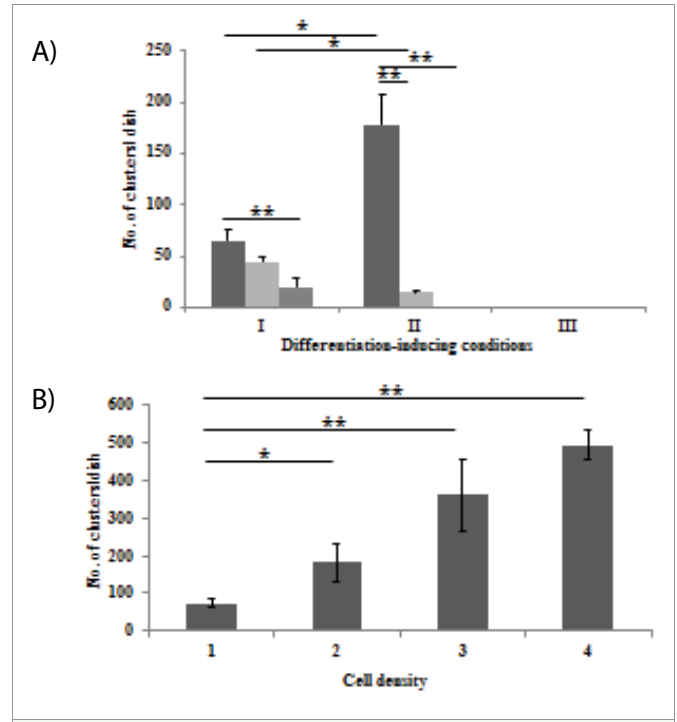 A)
*
*
250
**
**
200
No. of clusters/dish
150
100
**
50
0
I II III
Differentiation-inducing conditions
B)
600
**
500
**
400
*
No. of clusters/dish
300
200
100
0
1 2 3 4
Cell density